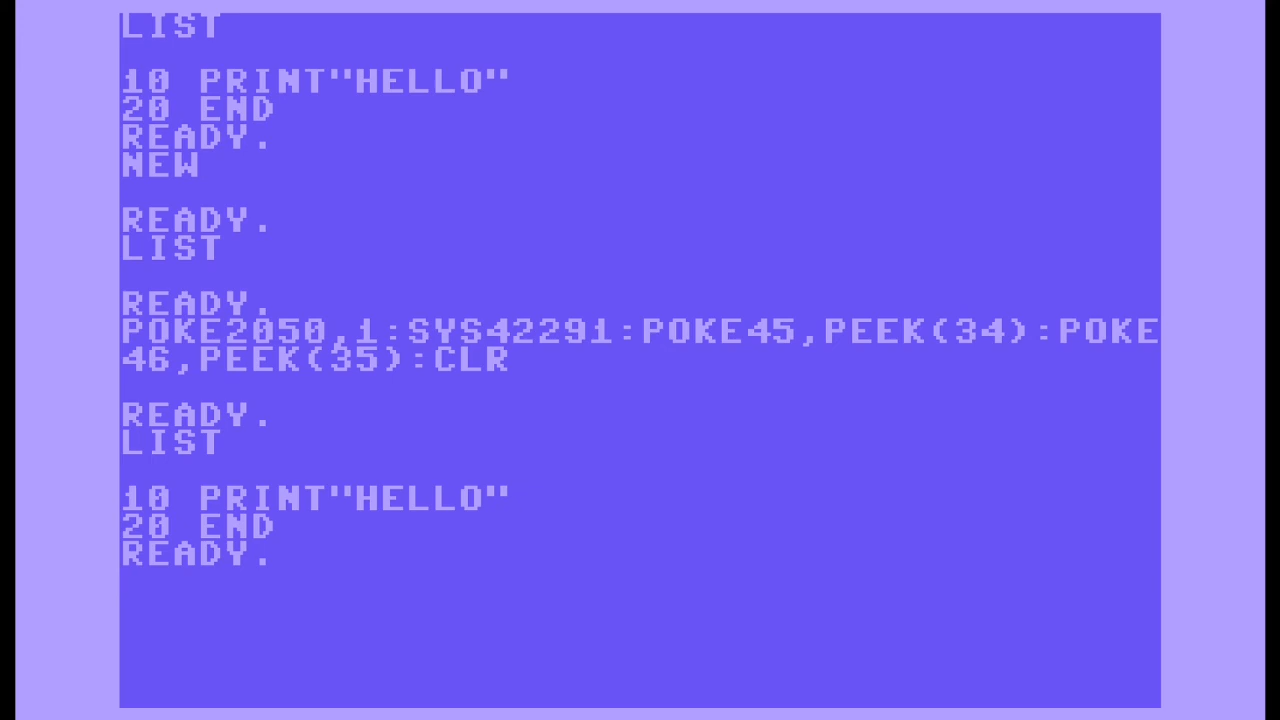 LIST
10 PRINT"HELLO"
20 END
READY.
NEW
READY.
LIST
READY.
POKE2050,1:SYS42291:POKE45,PEEK(34):POKE
46,PEEK(35):CLR
READY.
LIST
10 PRINT"HELLO"
20 END
READY.